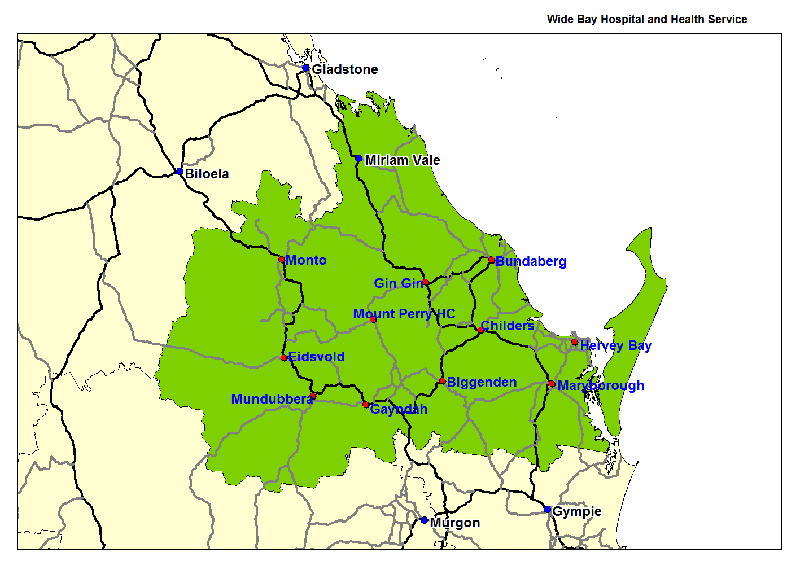 Wide Bay Hospital and Health Service
Gladstone
Miriam Vale
Biloela
Monto
Bundaberg
Gin Gin
Mount Perry HC
Childers
Hervey Bay
Eidsvold
Biggenden
Maryborough
Mundubbera
Gayndah
Gympie
Murgon